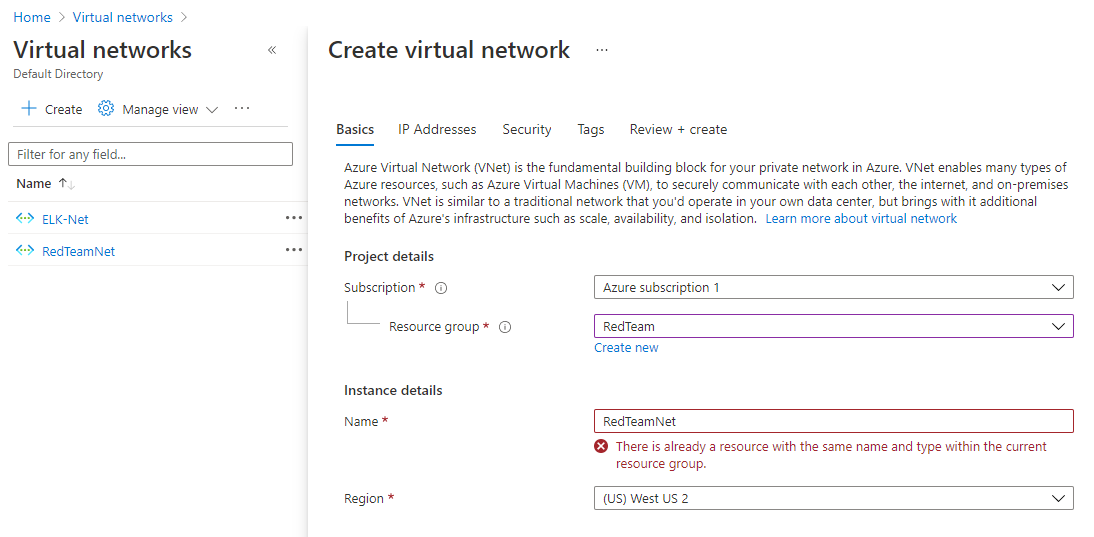 Home > Virtual networks >
Virtual networks
Default Directory
Create
Manage view
Filter for any field...
Name
ELK-Net
RedTeamNet
Create virtual network
Basics
IP Addresses
Security
Tags
Review + create
Azure Virtual Network (VNet) is the fundamental building block for your private network in Azure. VNet enables many types of
Azure resources, such as Azure Virtual Machines (VM), to securely communicate with each other, the internet, and on-premises
networks. VNet is similar to a traditional network that you'd operate in your own data center, but brings with it additional
benefits of Azure's infrastructure such as scale, availability, and isolation. Learn more about virtual network
Project details
Subscription *
Azure subscription 1
Resource group *
RedTeam
Create new
Instance details
Name *
RedTeamNet
There is already a resource with the same name and type within the current
resource group.
Region *
(US) West US 2